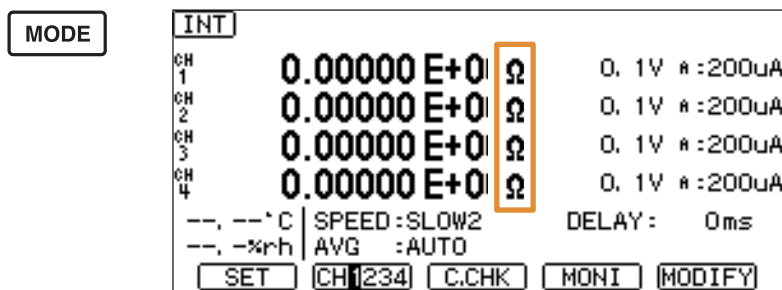 MODE
INT
CH 1 0.00000 E+0 Ω 0. 1V A:200uA
CH 2 0.00000 E+0 Ω 0. 1V A:200uA
CH 3 0.00000 E+0 Ω 0. 1V A:200uA
CH 4 0.00000 E+0 Ω 0. 1V A:200uA
--. --°C SPEED:SLOW2 DELAY: 0ms
--. -%rh AVG :AUTO
SET CH1234 C.CHK MONI MODIFY